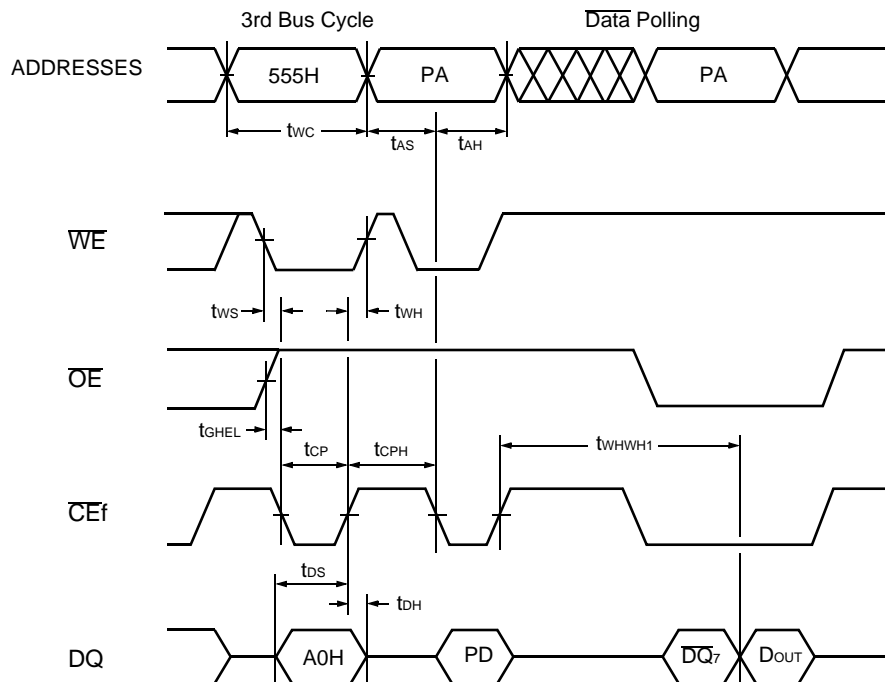 3rd Bus Cycle
Data Polling
ADDRESSES
555H
PA
PA
tWC
tAS
tAH
WE
tWS
tWH
OE
tGHEL
tCP
tCPH
tWHWH1
CEf
tDS
tDH
DQ
A0H
PD
DQ7
DOUT